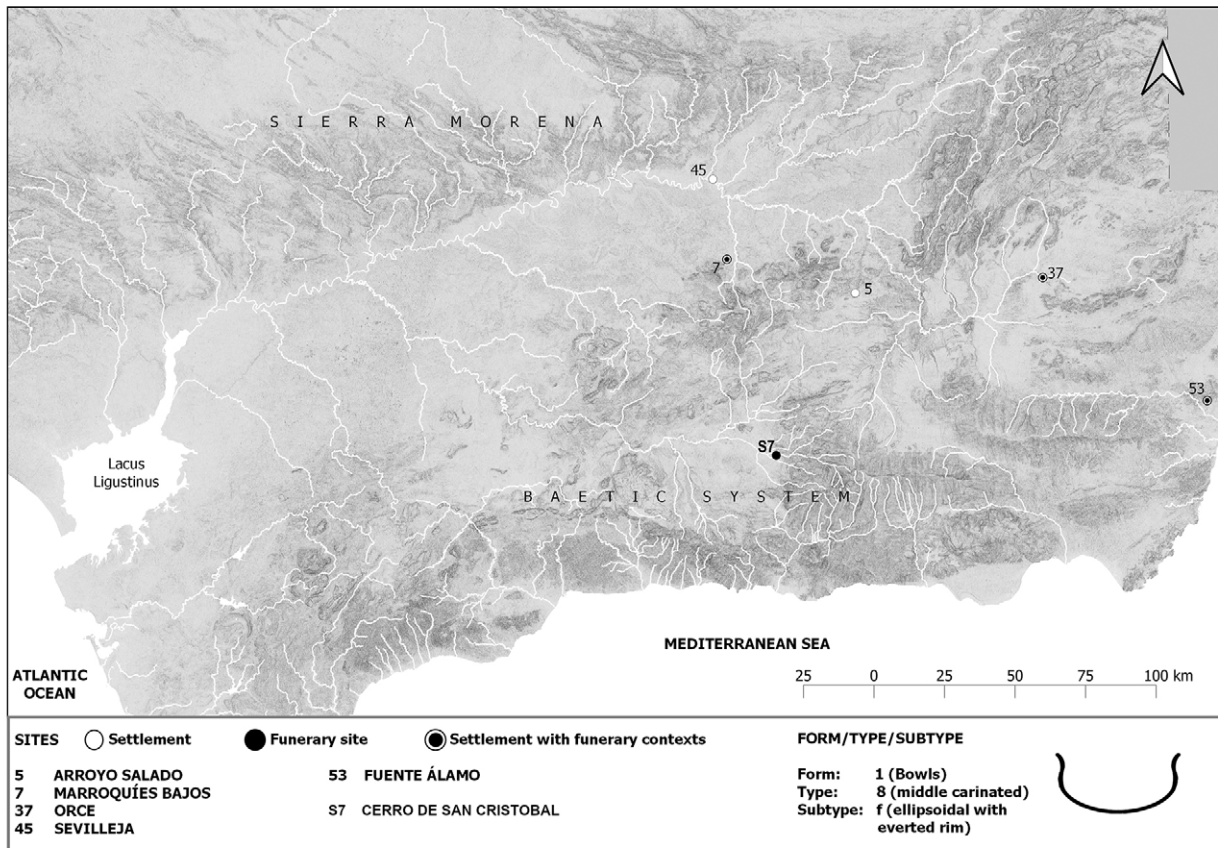 SIERRA MORENA
45
7
5
37
53
S7
Lacus
Ligustinus
BAETIC SYSTEM
MEDITERRANEAN SEA
ATLANTIC
OCEAN
25 0 25 50 75 100 km
SITES Settlement Funerary site Settlement with funerary contexts
5 ARROYO SALADO
7 MARROQUÍES BAJOS
37 ORCE
45 SEVILLEJA
53 FUENTE ÁLAMO
S7 CERRO DE SAN CRISTOBAL
FORM/TYPE/SUBTYPE
Form: 1 (Bowls)
Type: 8 (middle carinated)
Subtype: f (ellipsoidal with
everted rim)